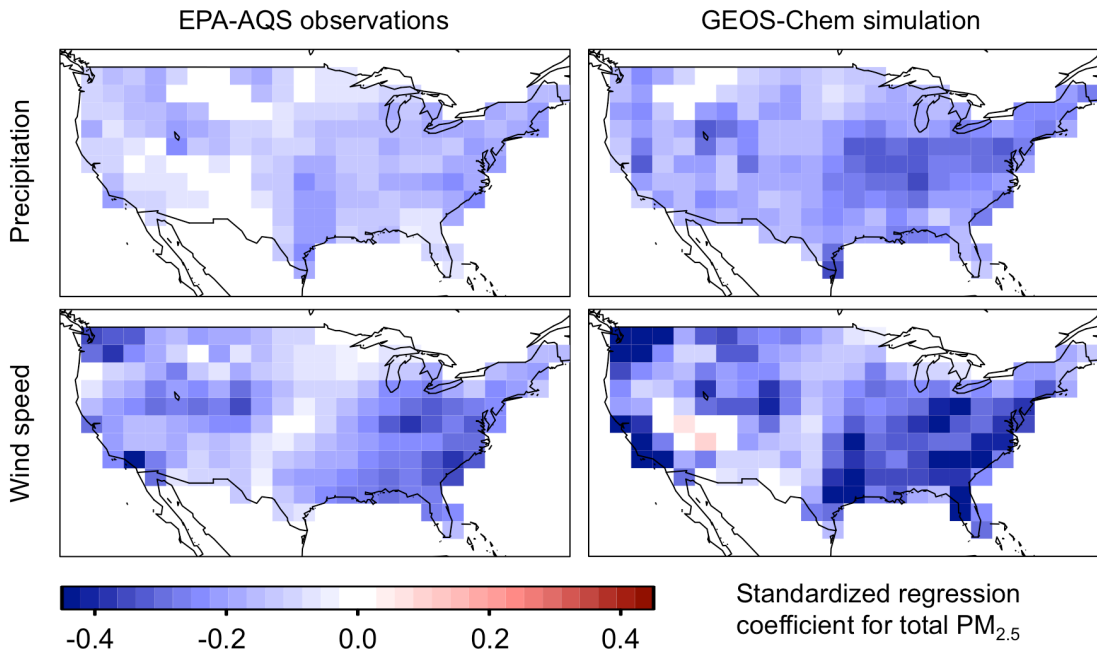 EPA-AQS observations
GEOS-Chem simulation
Precipitation
Wind speed
-0.4 -0.2 0.0 0.2 0.4
Standardized regression
coefficient for total PM₂.₅